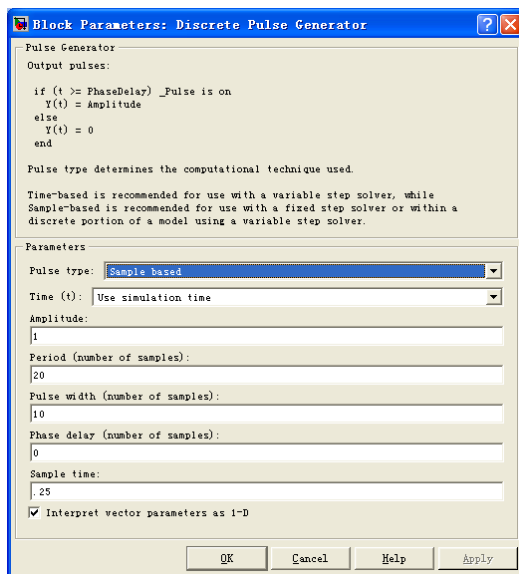 Block Parameters: Discrete Pulse Generator
Pulse Generator
Output pulses:
if (t >= PhaseDelay) _Pulse is on
Y(t) = Amplitude
else
Y(t) = 0
end
Pulse type determines the computational technique used.
Time-based is recommended for use with a variable step solver, while
Sample-based is recommended for use with a fixed step solver or within a
discrete portion of a model using a variable step solver.
Parameters
Pulse type: Sample based
Time (t): Use simulation time
Amplitude:
1
Period (number of samples):
20
Pulse width (number of samples):
10
Phase delay (number of samples):
0
Sample time:
.25
Interpret vector parameters as 1-D
OK Cancel Help Apply